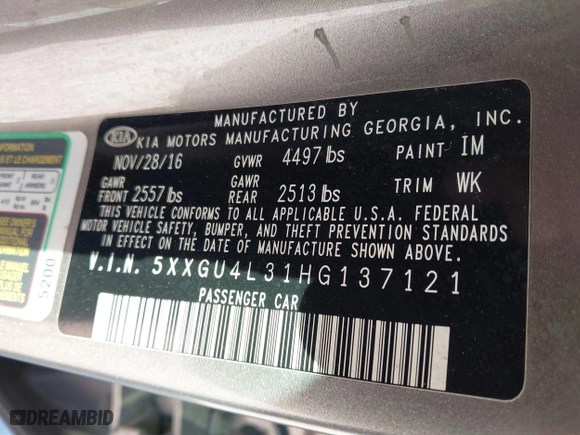 MANUFACTURED BY
KIA KIA MOTORS MANUFACTURING GEORGIA, INC.
NOV/28/16 GVWR 4497 lbs PAINT IM
GAWR FRONT 2557 lbs GAWR REAR 2513 lbs TRIM WK
THIS VEHICLE CONFORMS TO ALL APPLICABLE U.S.A. FEDERAL
MOTOR VEHICLE SAFETY, BUMPER, AND THEFT PREVENTION STANDARDS
IN EFFECT ON THE DATE OF MANUFACTURE SHOWN ABOVE.
V.I.N. 5XXGU4L31HG137121
PASSENGER CAR
5200
DREAMBID